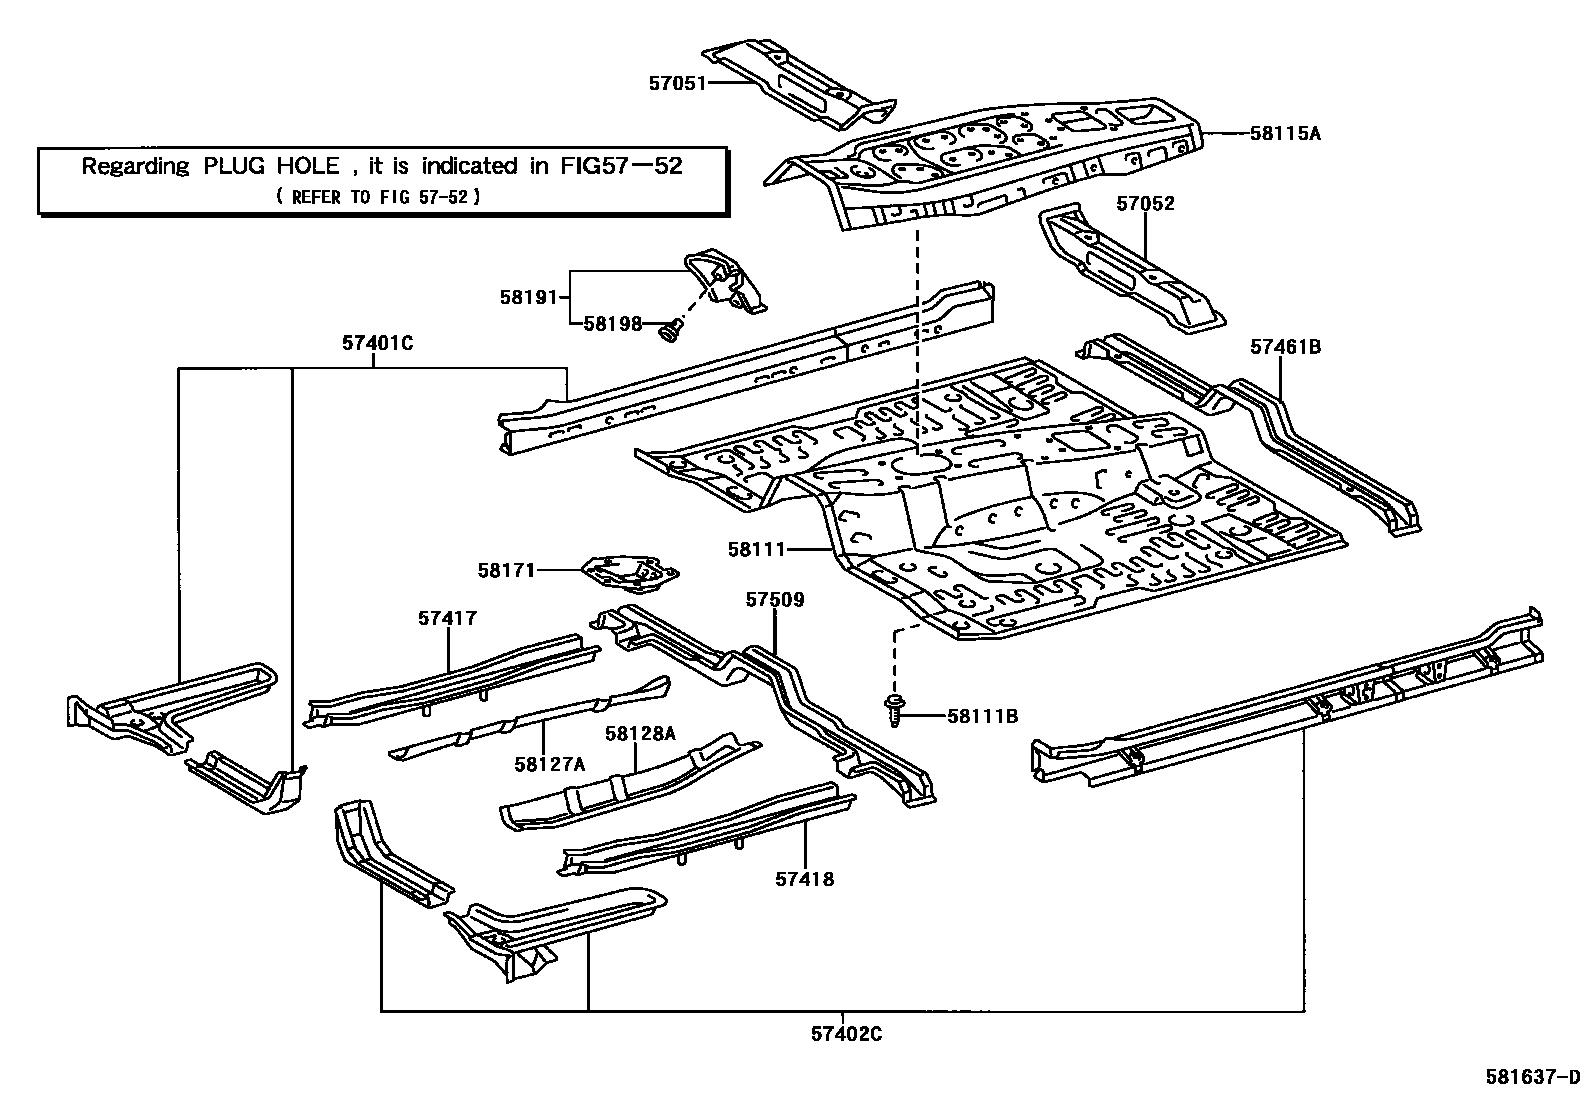 57051
58115A
Regarding PLUG HOLE , it is indicated in FIG57-52
( REFER TO FIG 57-52 )
57052
58191
58198
57401C
57461B
58111
58171
57509
57417
58111B
58128A
58127A
57418
57402C
581637-D